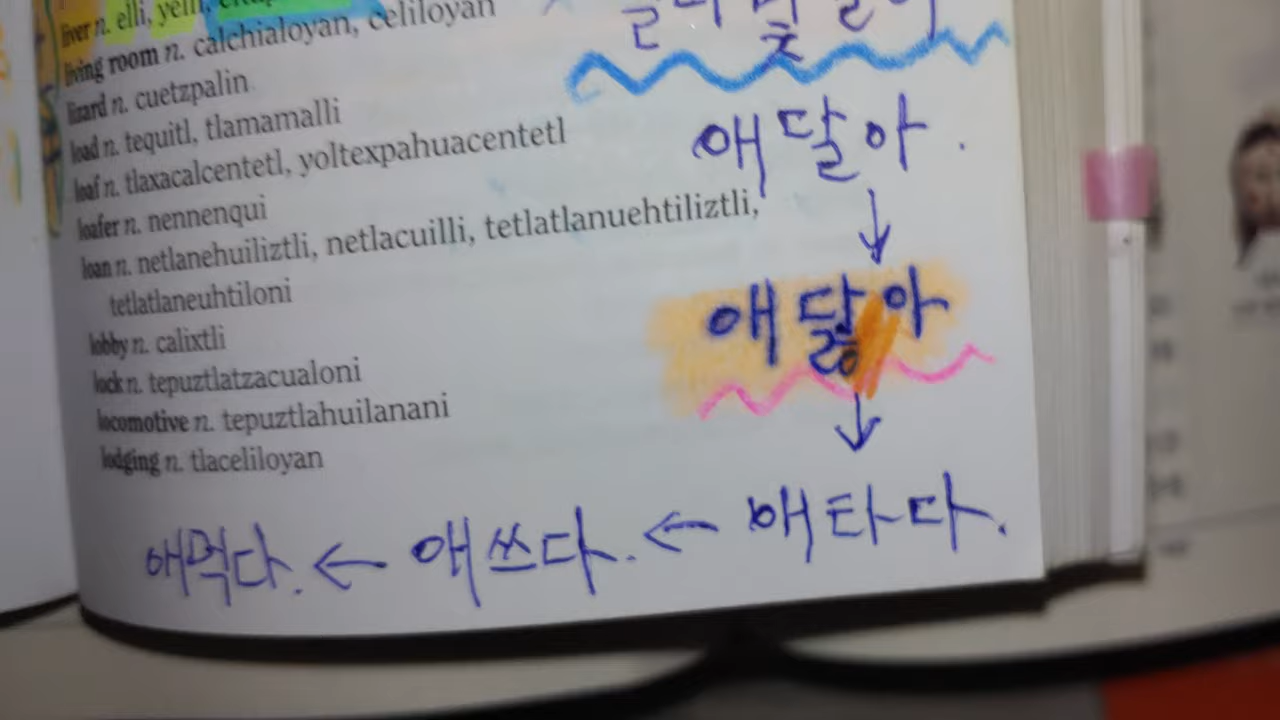 liver n. elli, yelli,
living room n. calchialoyan, celiloyan
lizard n. cuetzpalin
load n. tequitl, tlamamalli
loaf n. tlaxacalcentetl, yoltexpahuacentetl
loafer n. nennenqui
loan n. netlanehuiliztli, netlacuilli, tetlatlanuehtiliztli,
tetlatlaneuhtiloni
lobby n. calixtli
lock n. tepuztlatzacualoni
locomotive n. tepuztlahuilanani
lodging n. tlaceliloyan
애달아.
↓
애닳아
↓
애타다.
← 애쓰다.
← 애먹다.